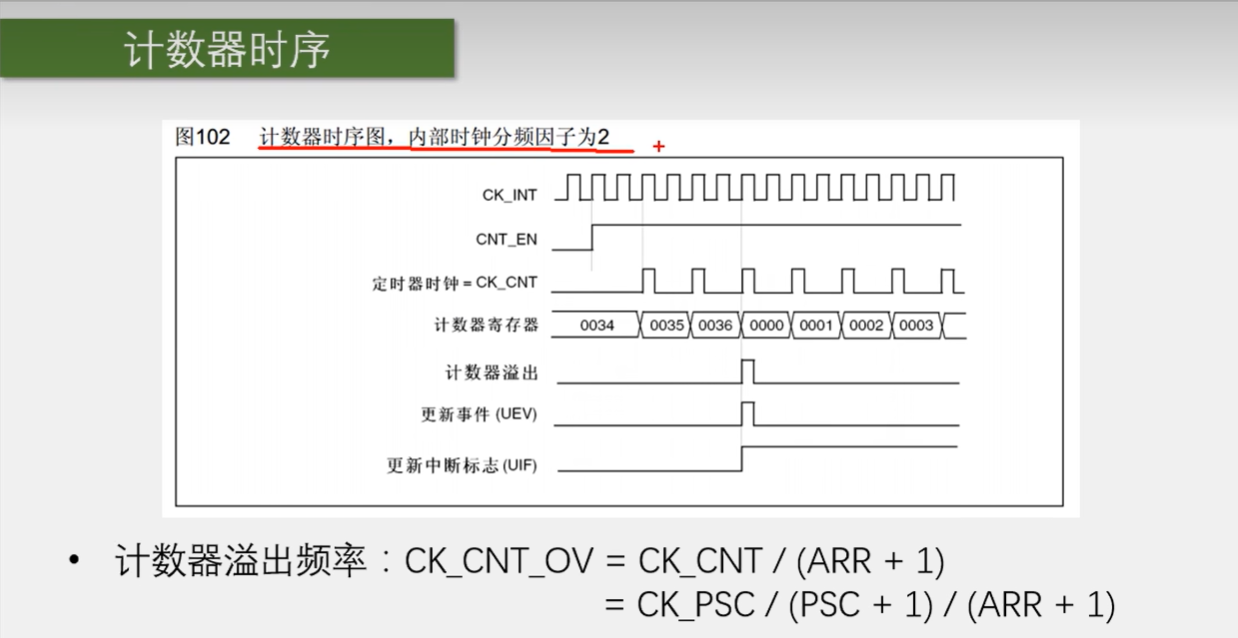 计数器时序
图102 计数器时序图，内部时钟分频因子为2
CK_INT
CNT_EN
定时器时钟=CK_CNT
计数器寄存器 0034 0035 0036 0000 0001 0002 0003
计数器溢出
更新事件(UEV)
更新中断标志(UIF)
• 计数器溢出频率：CK_CNT_OV = CK_CNT / (ARR + 1)
= CK_PSC / (PSC + 1) / (ARR + 1)